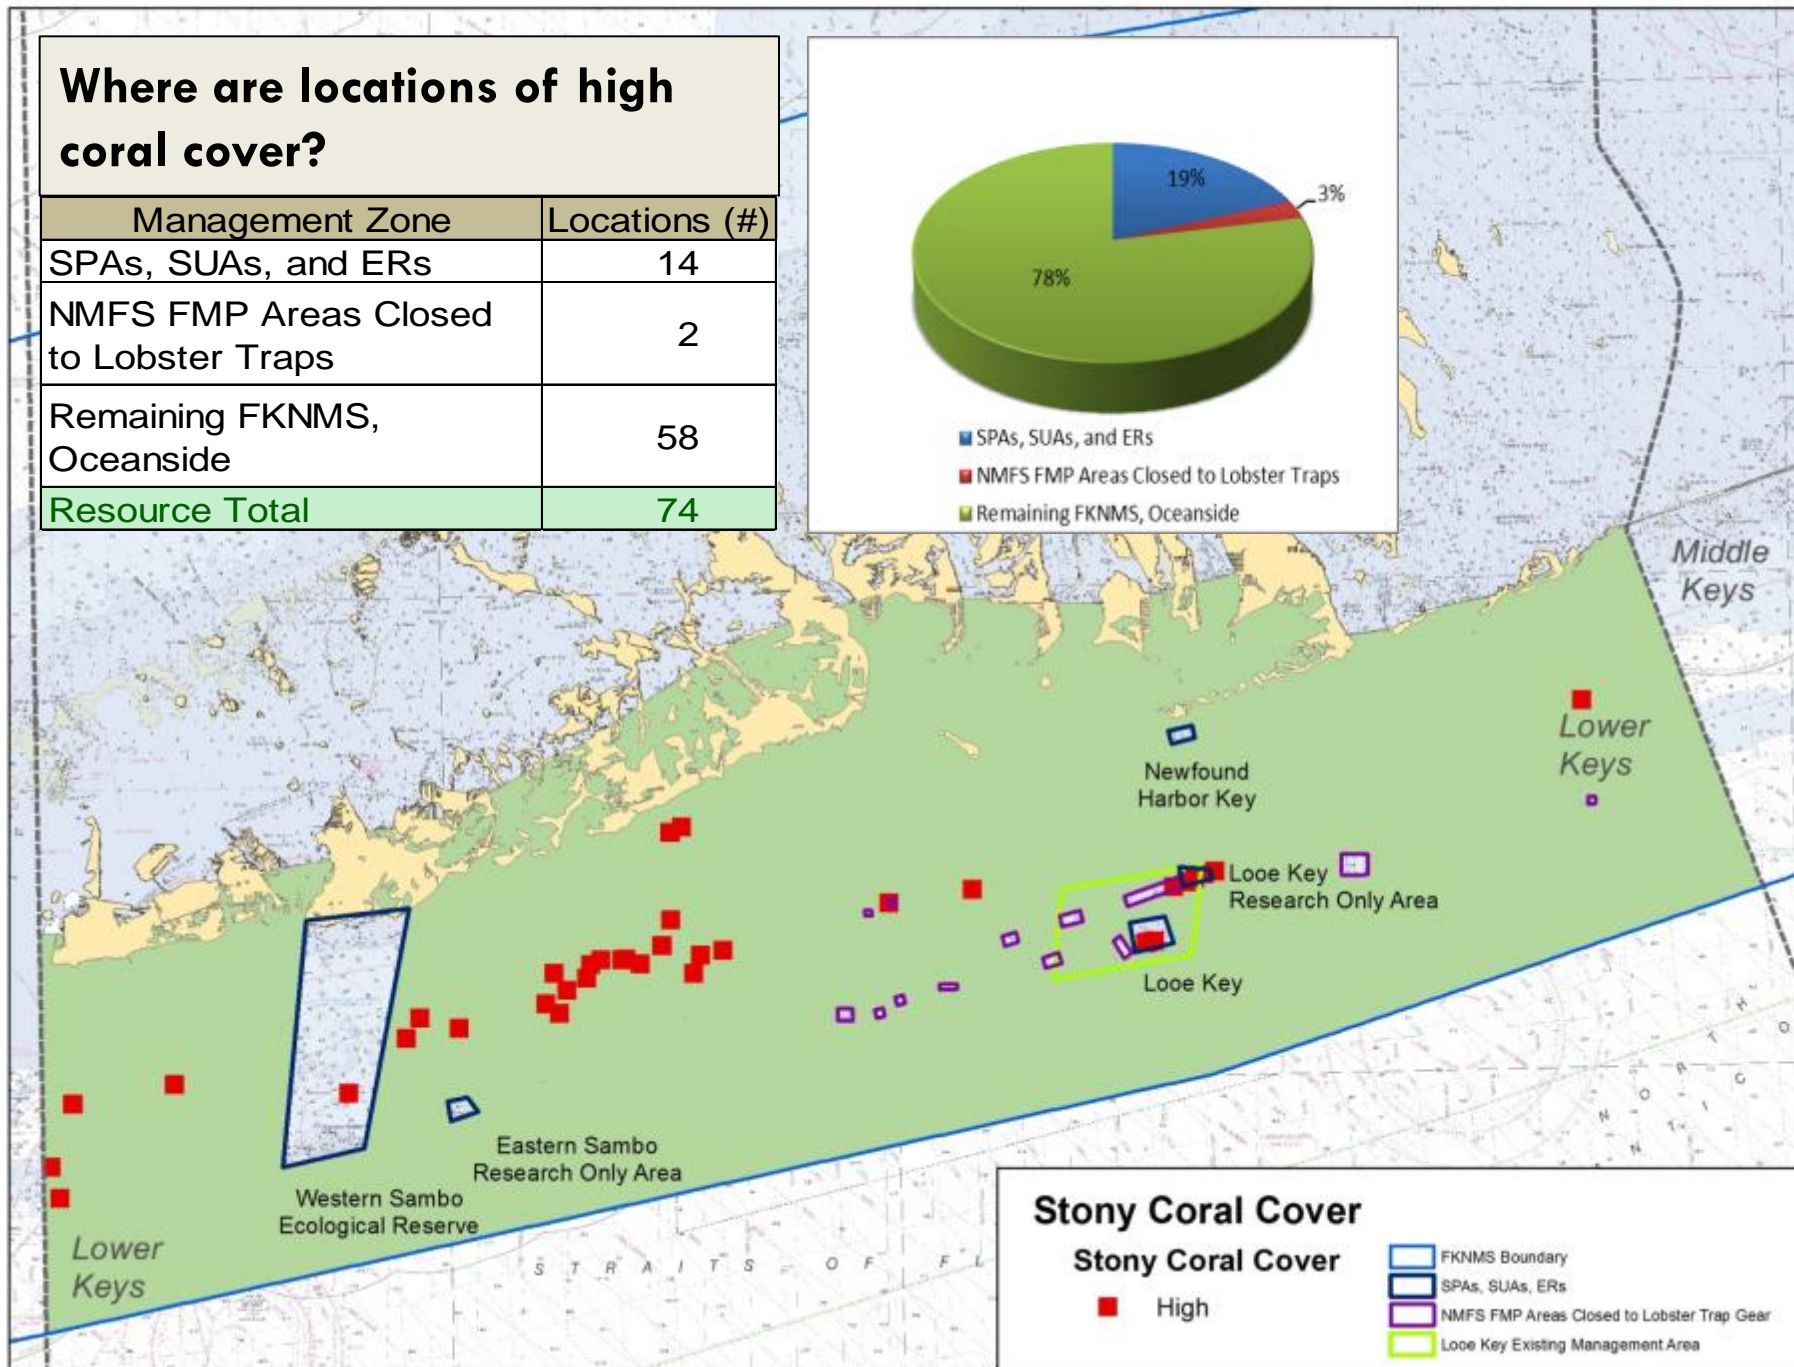 Where are locations of high
coral cover?
Management Zone Locations (#)
SPAs, SUAs, and ERs 14
NMFS FMP Areas Closed
to Lobster Traps
2
Remaining FKNMS,
Oceanside
58
Resource Total 74
19%
3%
78%
SPAs, SUAs, and ERs
NMFS FMP Areas Closed to Lobster Traps
Remaining FKNMS, Oceanside
Middle
Keys
Lower
Keys
Newfound
Harbor Key
Looe Key
Research Only Area
Looe Key
Eastern Sambo
Research Only Area
Western Sambo
Ecological Reserve
Lower
Keys
STRAITS OF FL
Stony Coral Cover
Stony Coral Cover
High
FKNMS Boundary
SPAs, SUAs, ERs
NMFS FMP Areas Closed to Lobster Trap Gear
Looe Key Existing Management Area